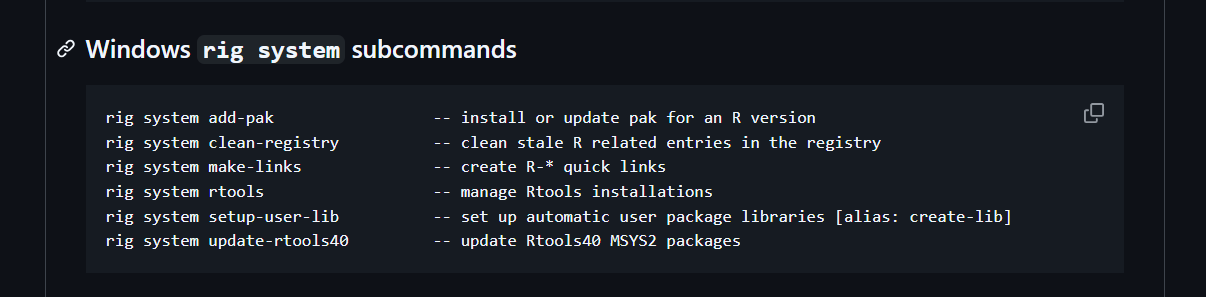 Windows rig system subcommands
rig system add-pak                 -- install or update pak for an R version
rig system clean-registry          -- clean stale R related entries in the registry
rig system make-links              -- create R-* quick links
rig system rtools                  -- manage Rtools installations
rig system setup-user-lib          -- set up automatic user package libraries [alias: create-lib]
rig system update-rtools40         -- update Rtools40 MSYS2 packages